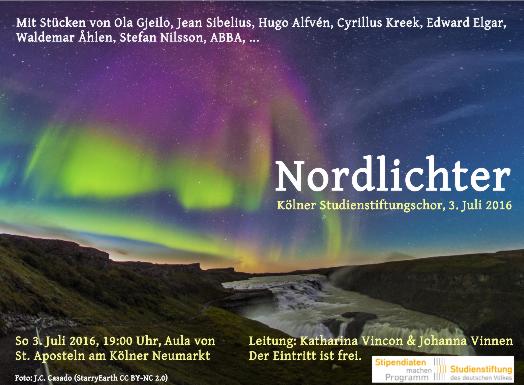 Mit Stücken von Ola Gjeilo, Jean Sibelius, Hugo Alfvén, Cyrillus Kreek, Edward Elgar,
Waldemar Åhlen, Stefan Nilsson, ABBA, ...
Nordlichter
Kölner Studienstiftungschor, 3. Juli 2016
So 3. Juli 2016, 19:00 Uhr, Aula von
St. Aposteln am Kölner Neumarkt
Leitung: Katharina Vincon & Johanna Vinnen
Der Eintritt ist frei.
Foto: J.C. Casado (StarryEarth CC BY-NC 2.0)
Stipendiaten
machen
Programm
Studienstiftung
des deutschen Volkes